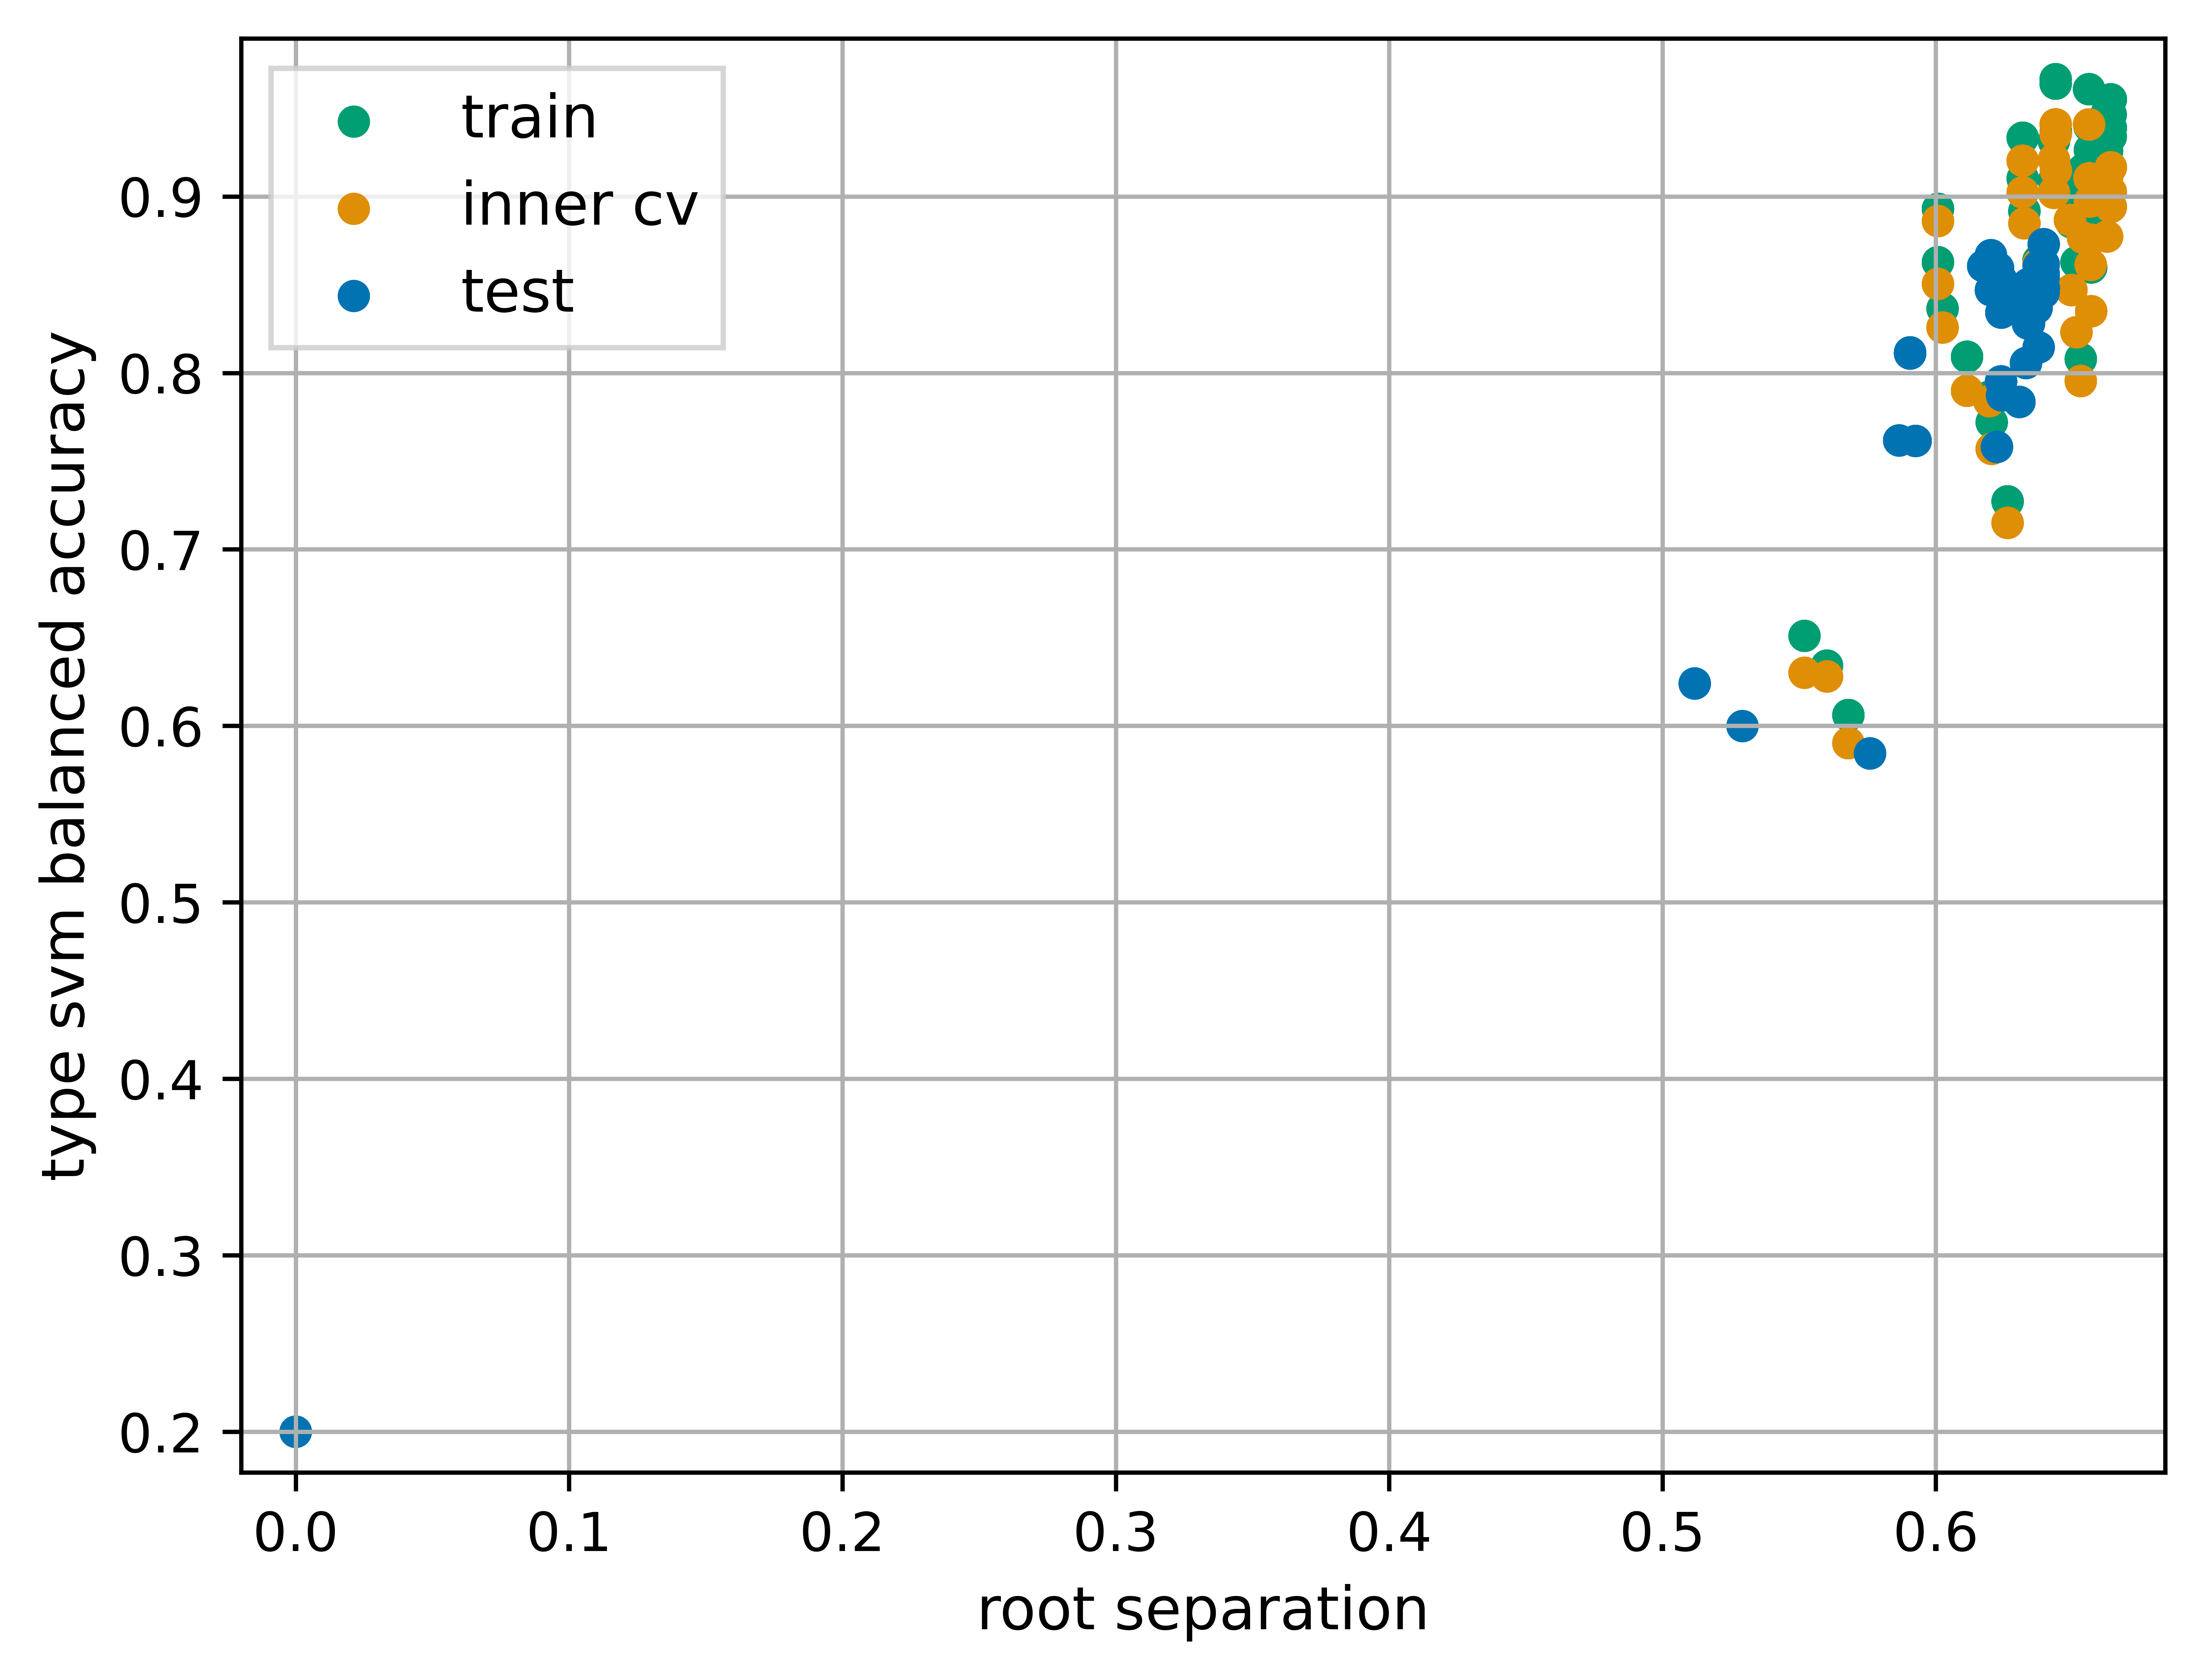 train
inner cv
test
type svm balanced accuracy
0.9
0.8
0.7
0.6
0.5
0.4
0.3
0.2
0.0 0.1 0.2 0.3 0.4 0.5 0.6
root separation